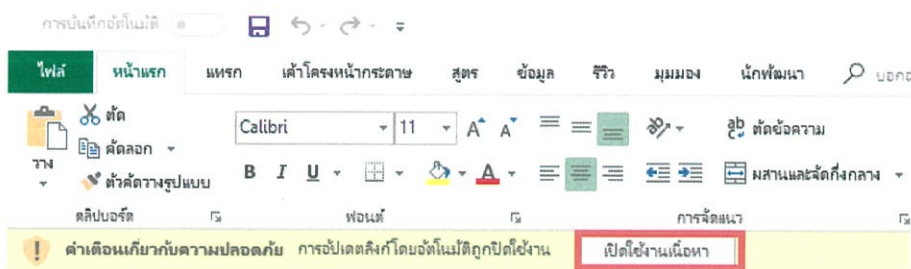 การบันทึกอัตโนมัติ
ไฟล์ หน้าแรก แทรก เค้าโครงหน้ากระดาษ สูตร ข้อมูล รีวิว มุมมอง นักพัฒนา
ตัด Calibri 11 A A ab ตัดข้อความ
คัดลอก
วาง ตัวคัดวางรูปแบบ B I U A ผสานและจัดกึ่งกลาง
คลิปบอร์ด ฟอนต์ การจัดแนว
คำเตือนเกี่ยวกับความปลอดภัย การอัปเดตลิงก์โดยอัตโนมัติถูกปิดใช้งาน เปิดใช้งานเนื้อหา